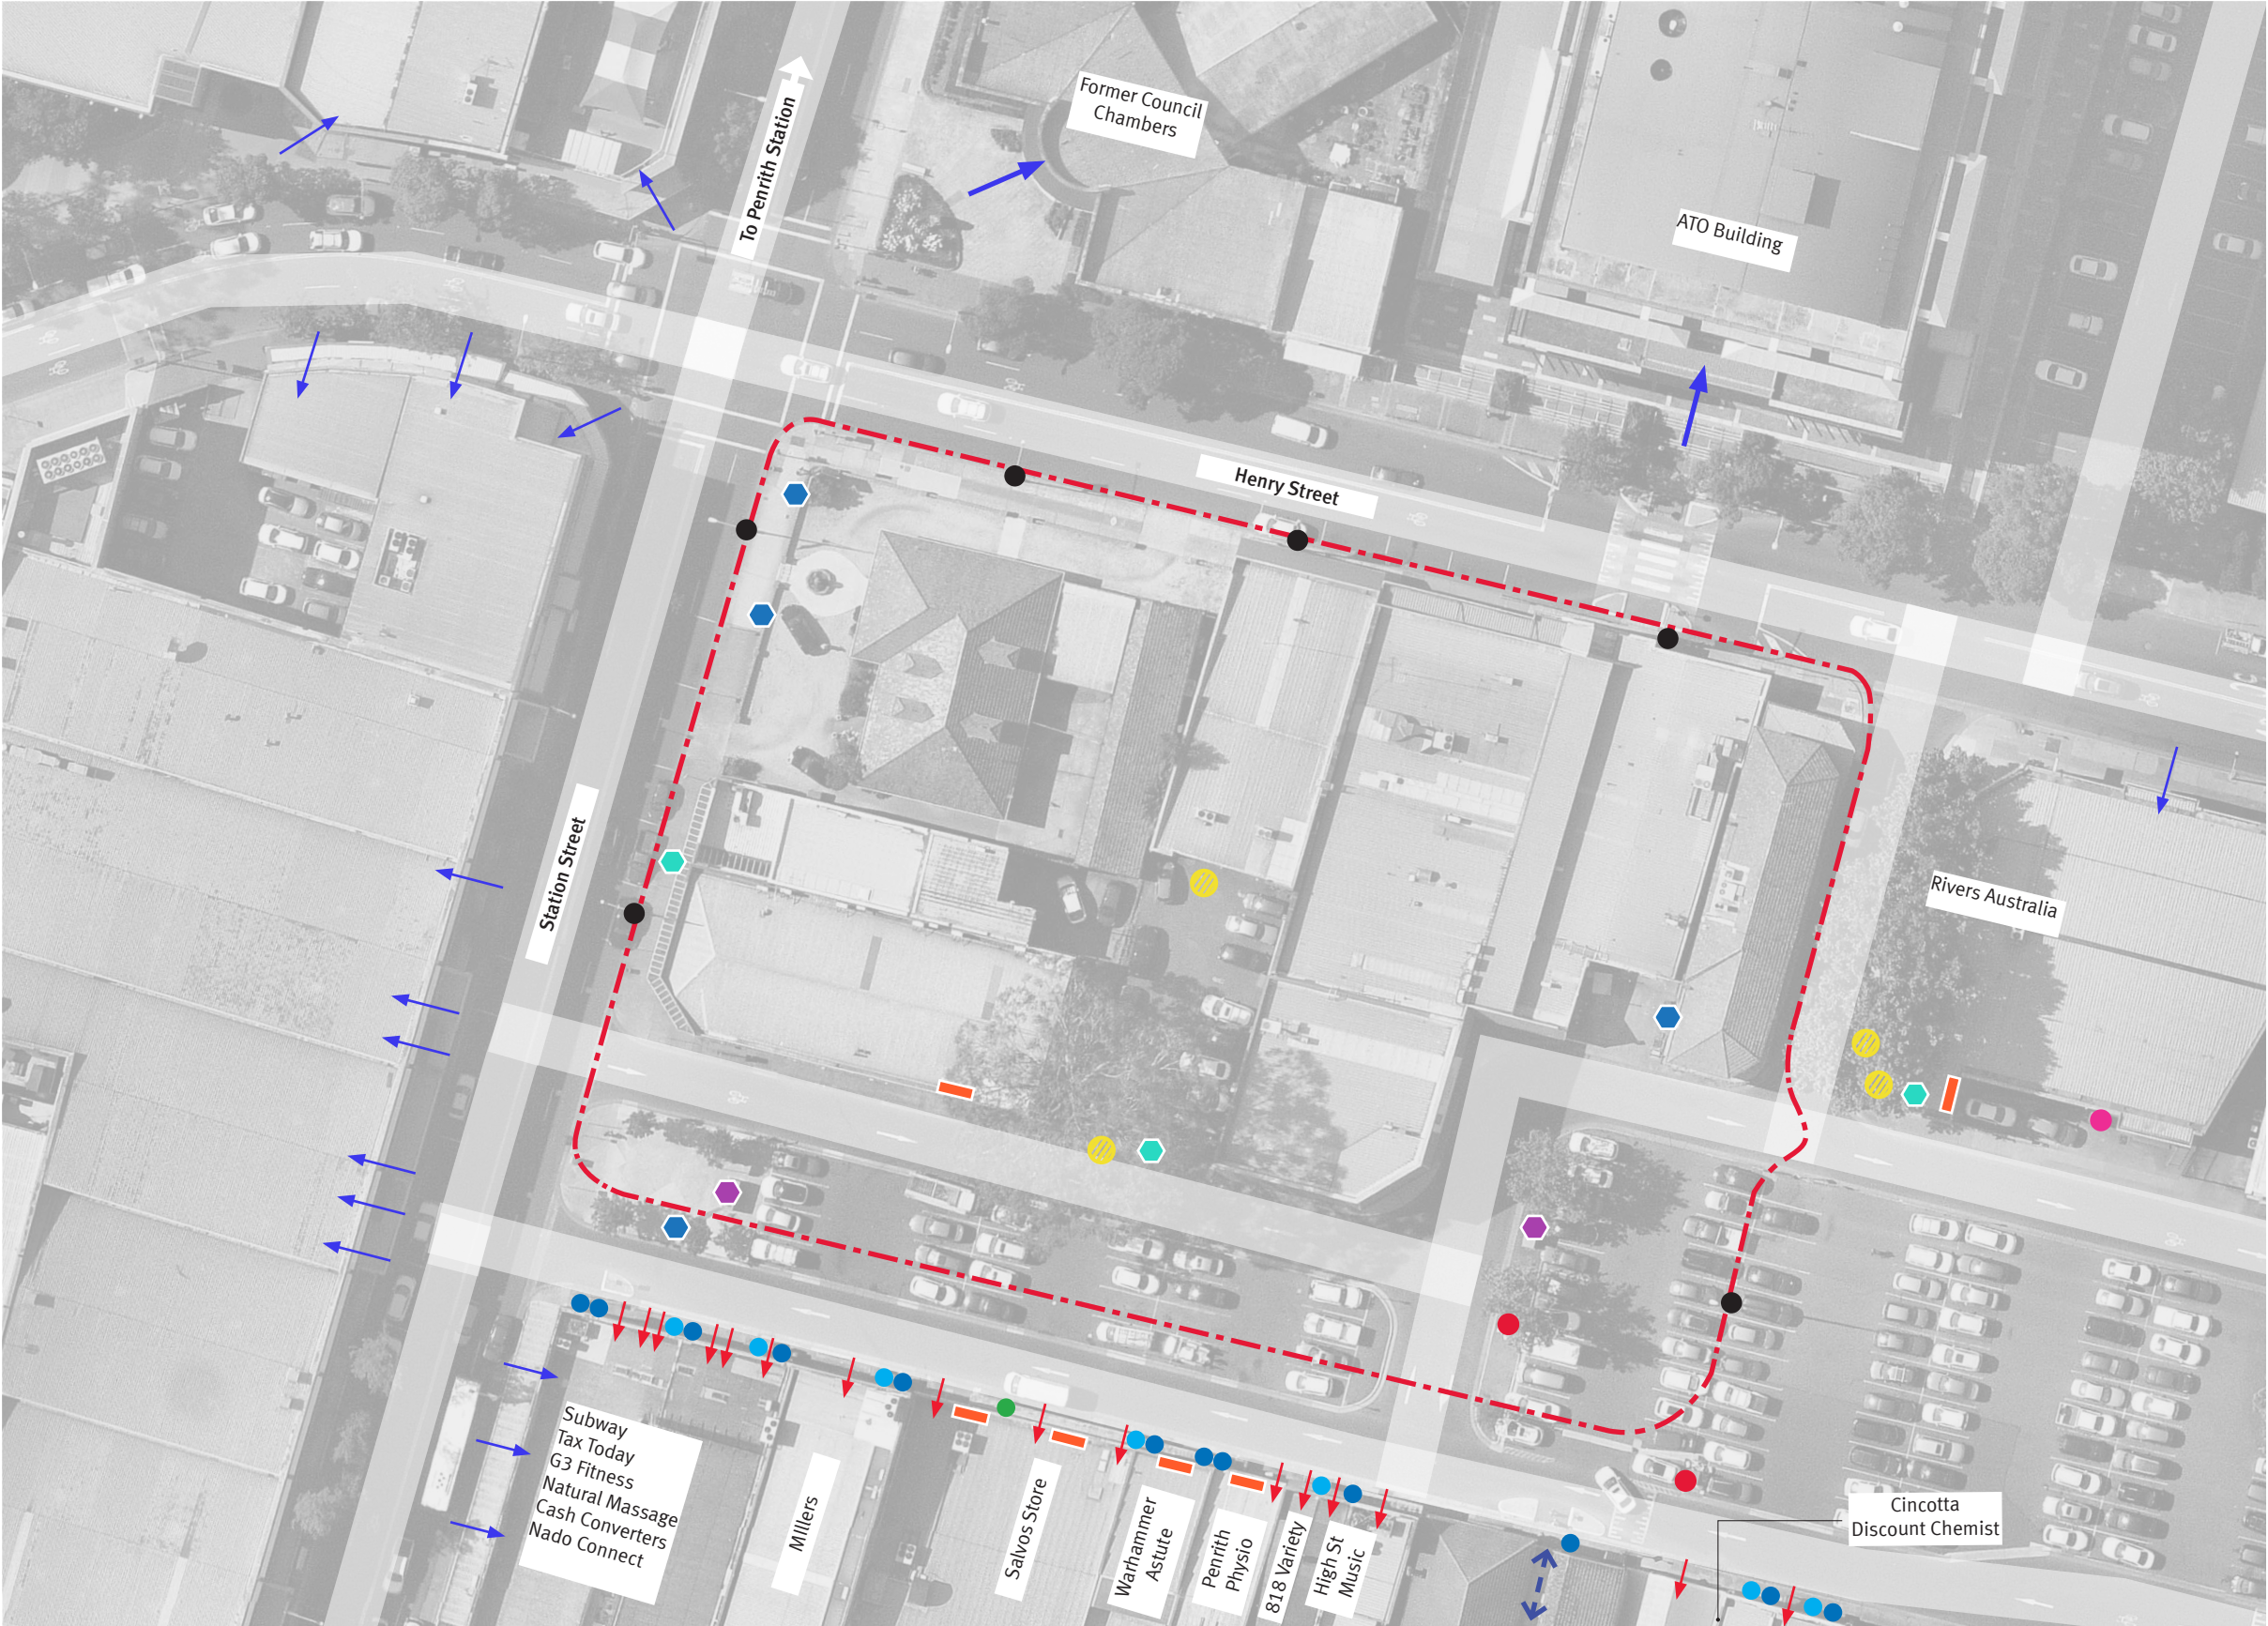 To Penrith Station
Former Council
Chambers
ATO Building
Henry Street
Station Street
Rivers Australia
Subway
Tax Today
G3 Fitness
Natural Massage
Cash Converters
Nado Connect
MIllers
Salvos Store
Warhammer
Astute
Penrith
Physio
818 Variety
High St
Music
Cincotta
Discount Chemist